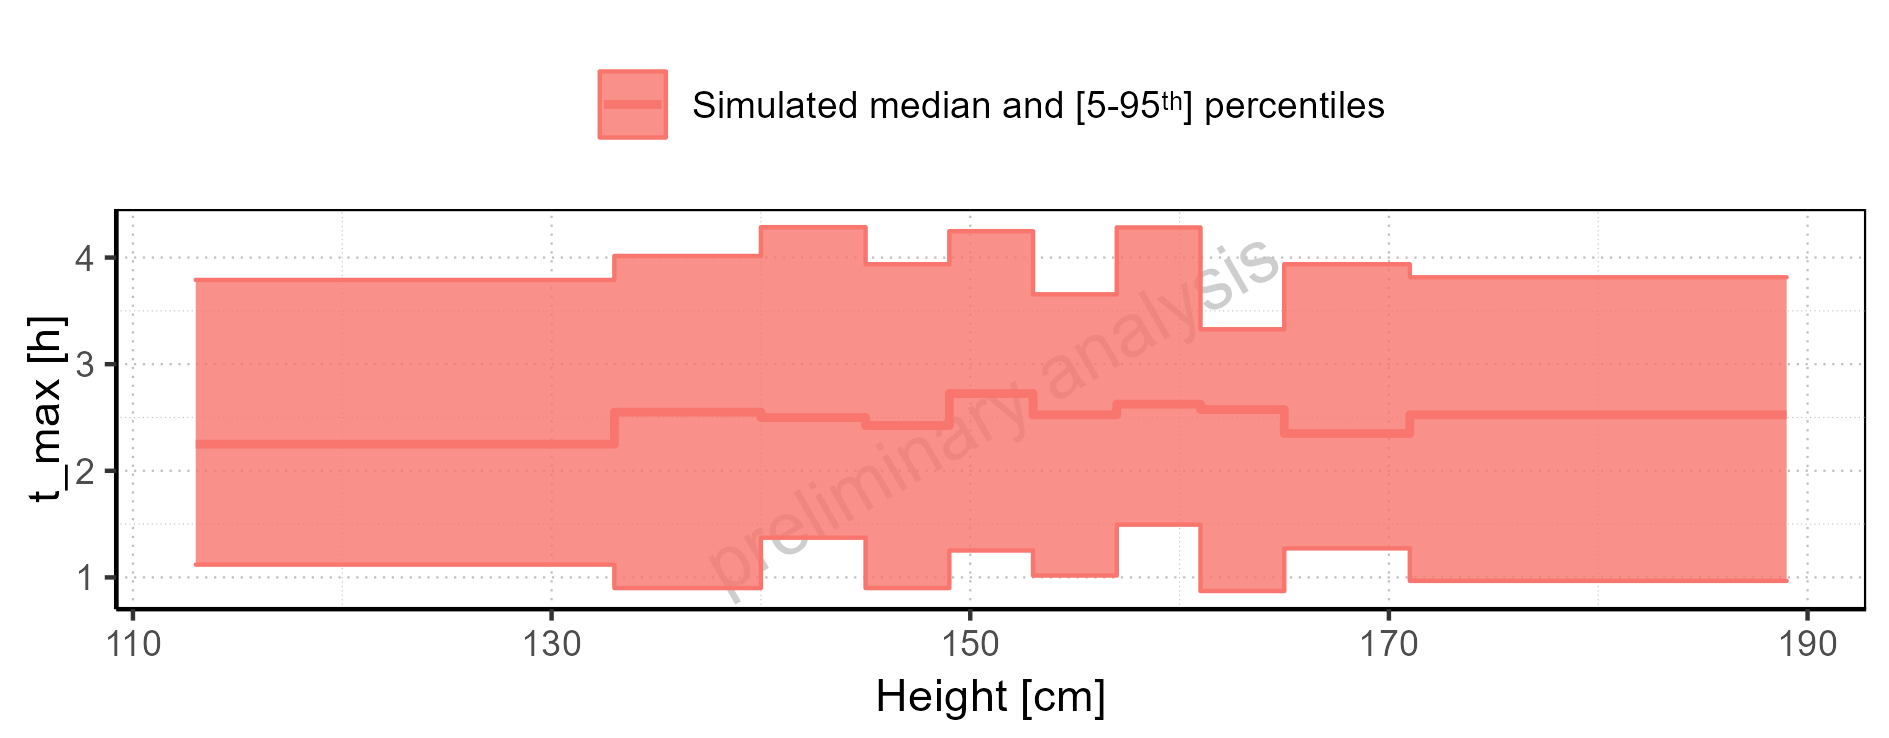 Simulated median and [5-95th] percentiles
t_max [h]
4
3
2
1
preliminary analysis
110 130 150 170 190
Height [cm]